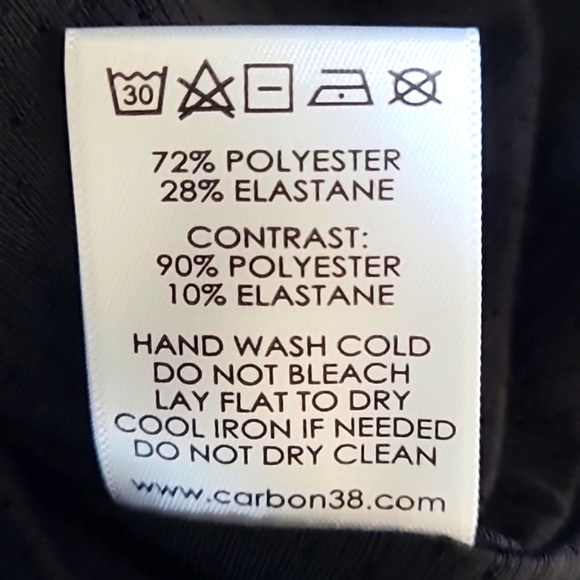 30
72% POLYESTER
28% ELASTANE
CONTRAST:
90% POLYESTER
10% ELASTANE
HAND WASH COLD
DO NOT BLEACH
LAY FLAT TO DRY
COOL IRON IF NEEDED
DO NOT DRY CLEAN
www.carbon38.com